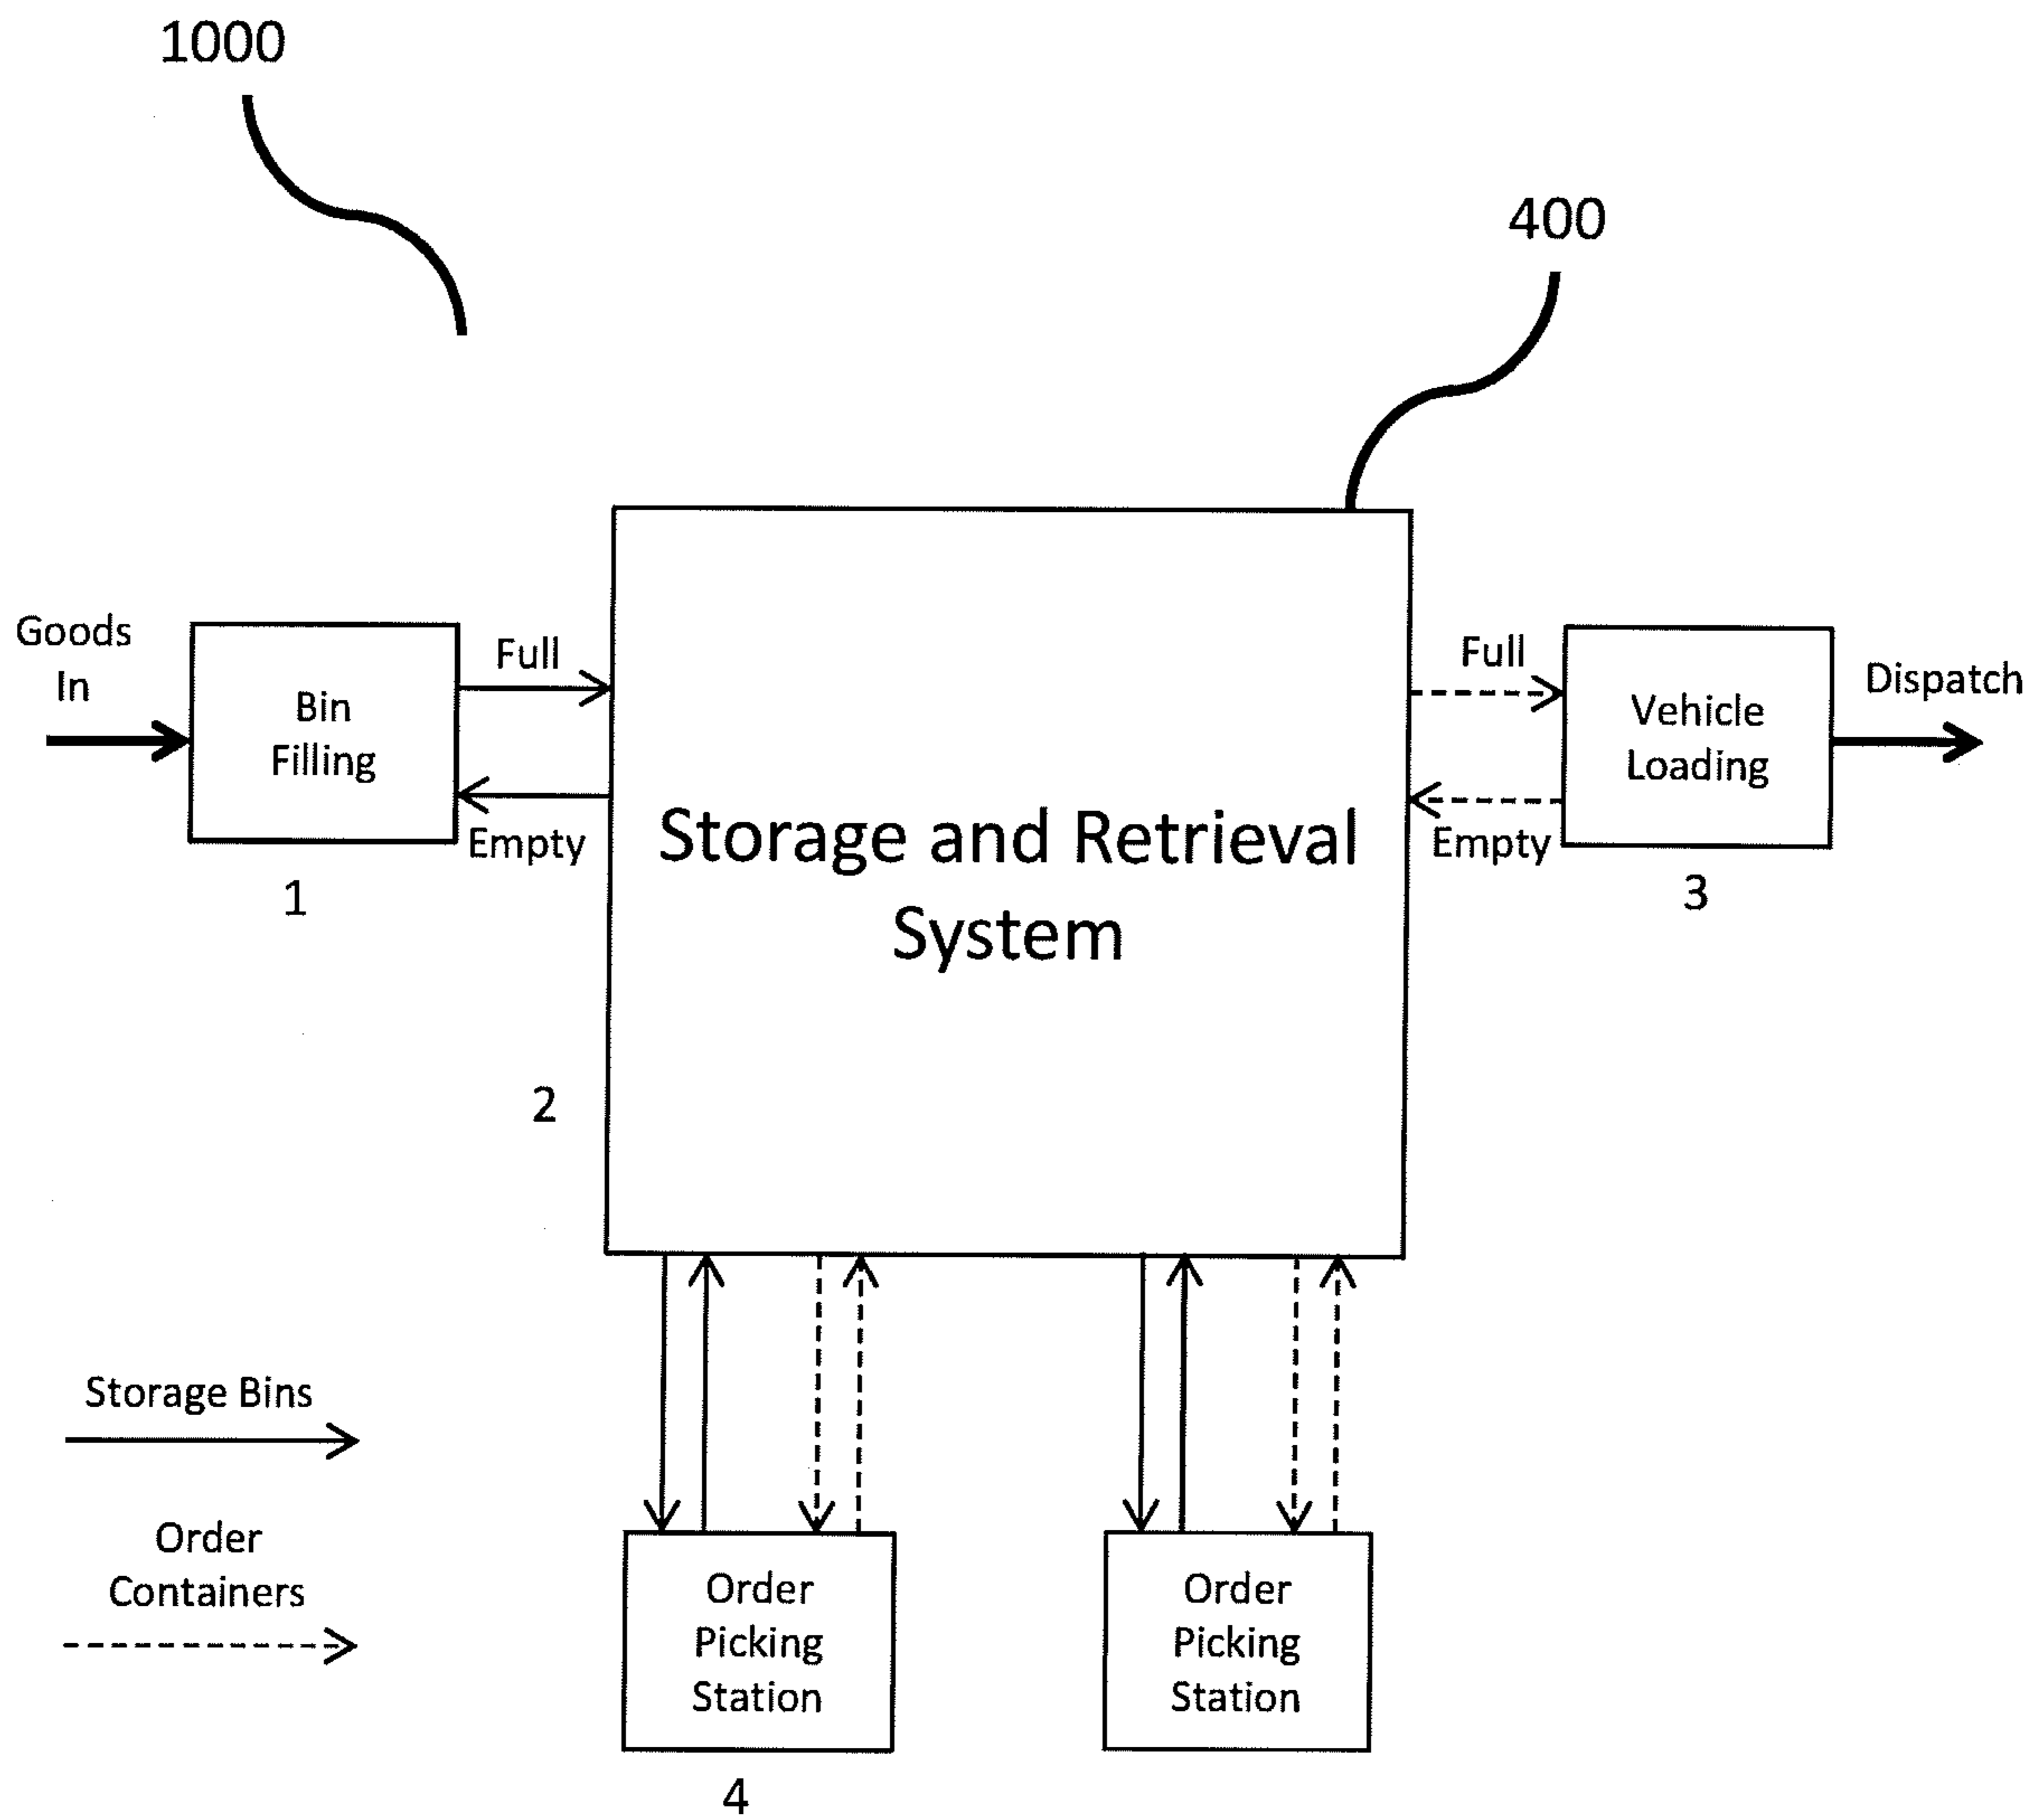 1000
400
Goods
In
Bin
Filling
1
Full
Empty
Storage and Retrieval
System
2
Full
Empty
Vehicle
Loading
3
Dispatch
Storage Bins
Order
Containers
Order
Picking
Station
4
Order
Picking
Station